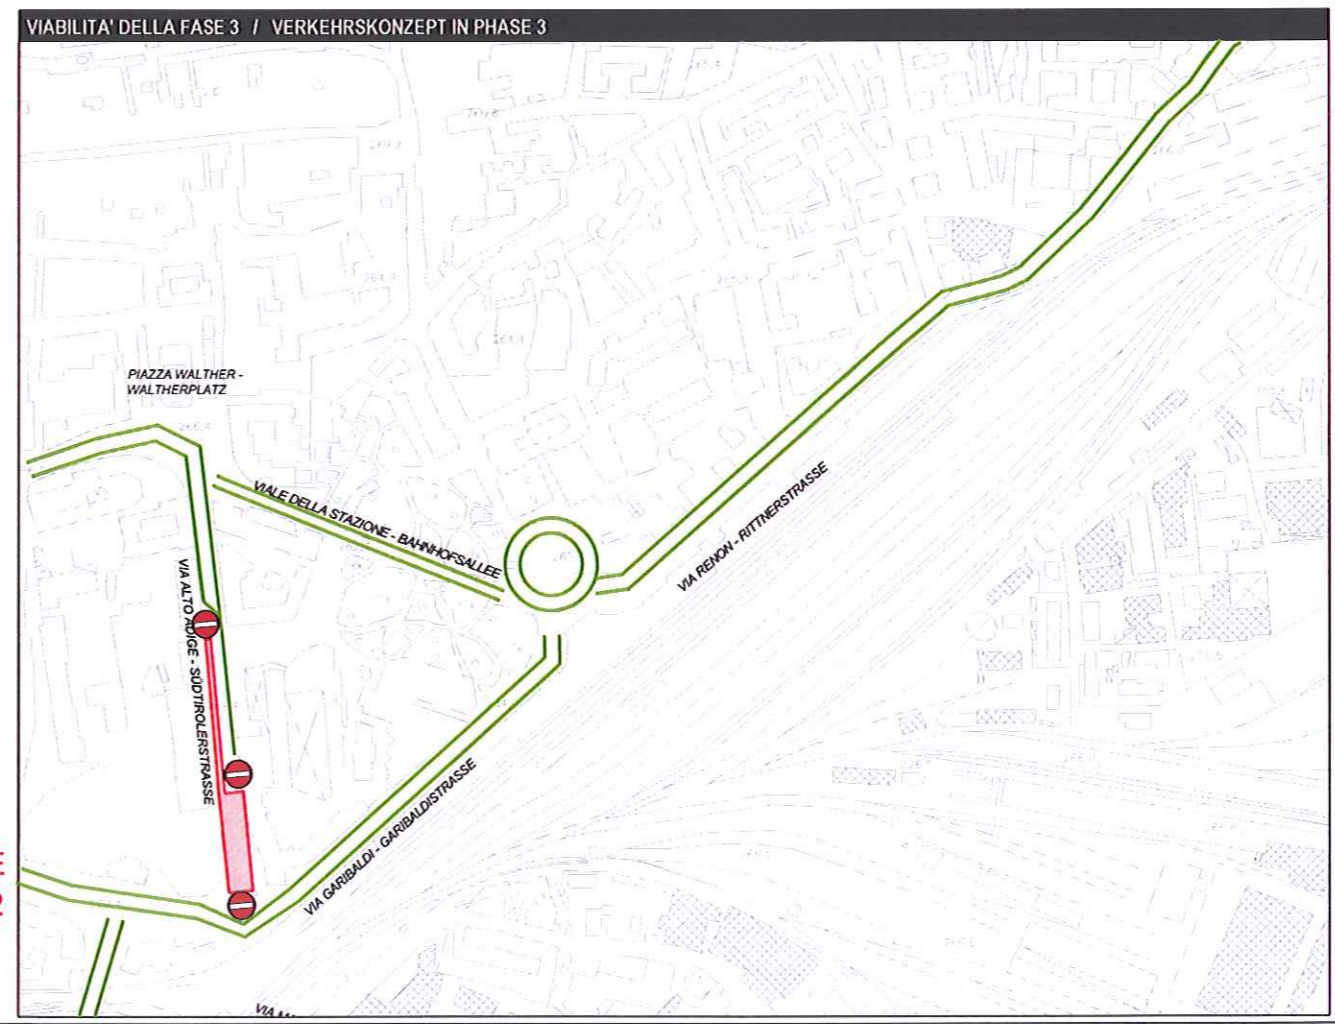 VIABILITA' DELLA FASE 3 / VERKEHRSKONZEPT IN PHASE 3
PIAZZA WALTHER -
WALTHERPLATZ
VIALE DELLA STAZIONE - BAHNHOFSALLEE
VIA RENON - RITTNERSTRASSE
VIA ALTO ADIGE - SÜDTIROLERSTRASSE
VIA GARIBALDI - GARIBALDISTRASSE
VIA